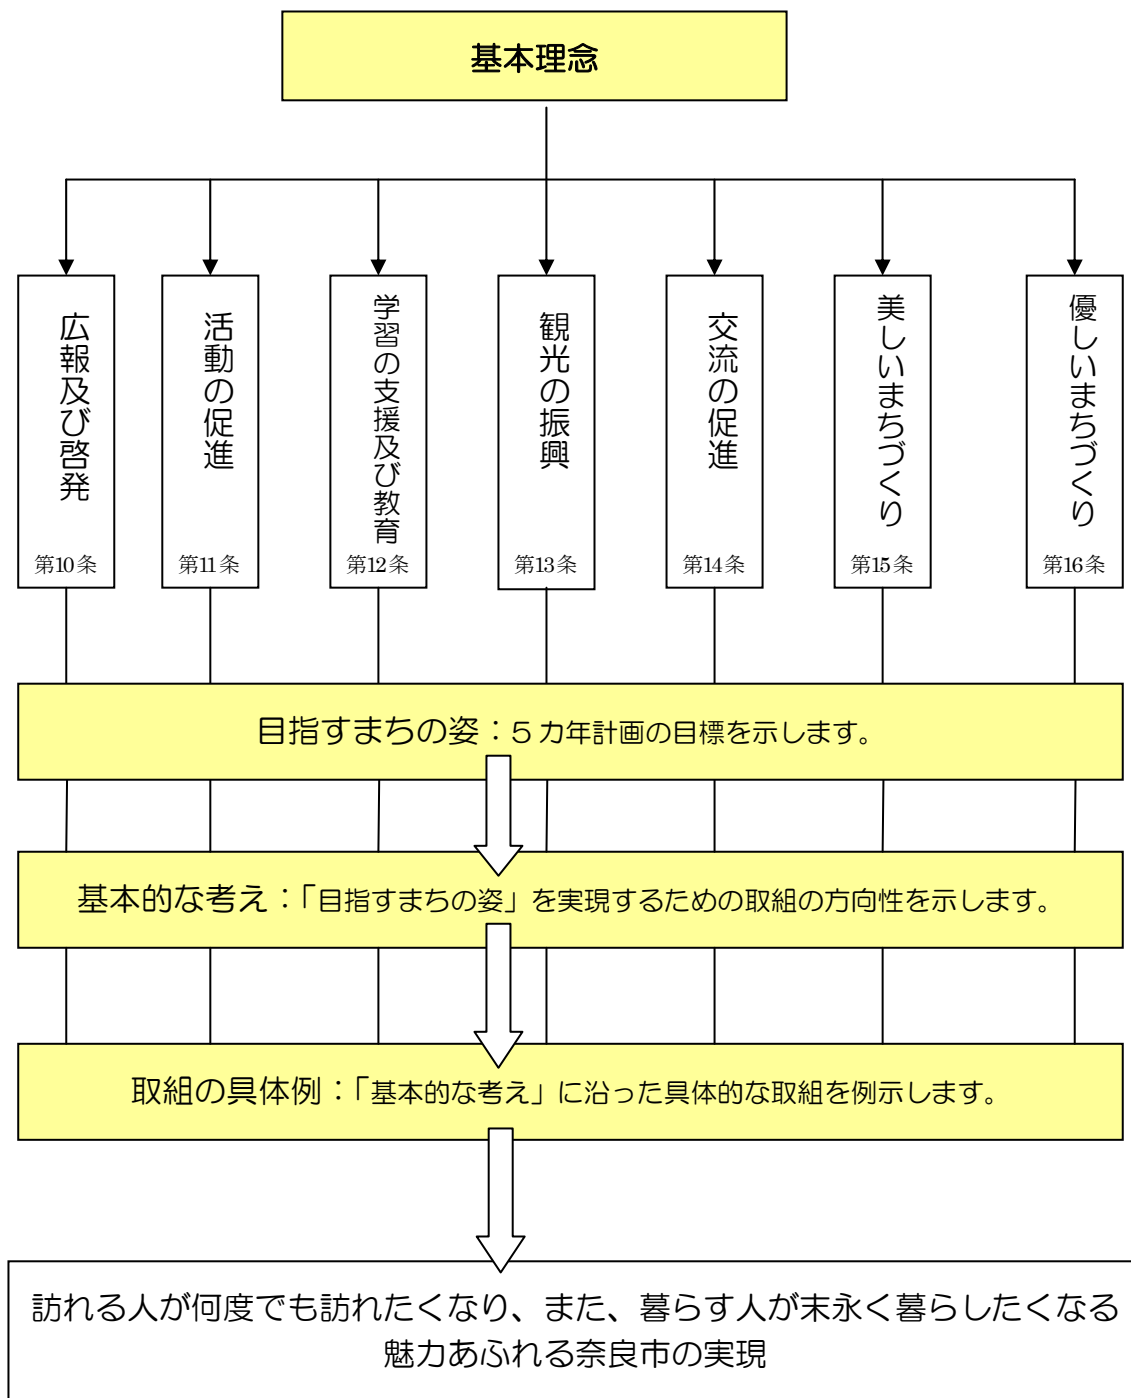 基本理念
広報及び啓発
第10条
活動の促進
第11条
学習の支援及び教育
第12条
観光の振興
第13条
交流の促進
第14条
美しいまちづくり
第15条
優しいまちづくり
第16条
目指すまちの姿：５カ年計画の目標を示します。
基本的な考え：「目指すまちの姿」を実現するための取組の方向性を示します。
取組の具体例：「基本的な考え」に沿った具体的な取組を例示します。
訪れる人が何度でも訪れたくなり、また、暮らす人が末永く暮らしたくなる
魅力あふれる奈良市の実現